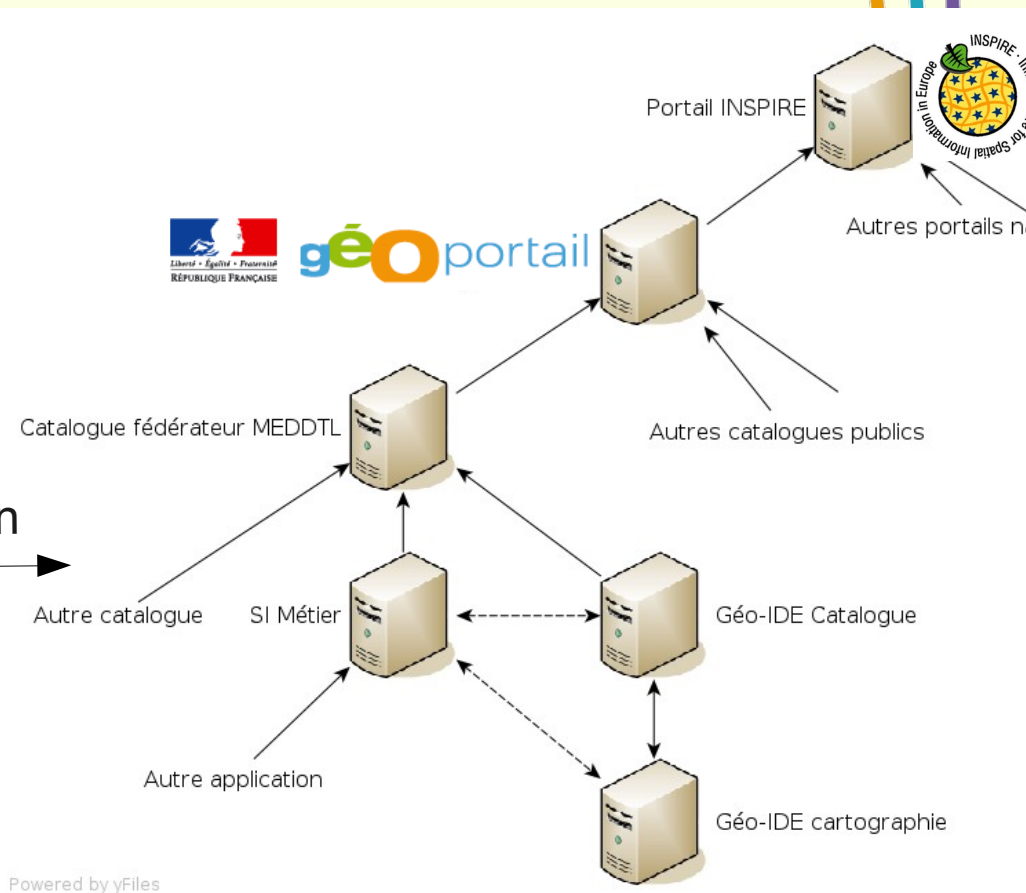 Portail INSPIRE
INSPIRE
for Spatial Information in Europe
Autres portails
Liberté • Égalité • Fraternité
RÉPUBLIQUE FRANÇAISE
géoportail
Catalogue fédérateur MEDDTL
Autres catalogues publics
Autre catalogue
SI Métier
Géo-IDE Catalogue
Autre application
Géo-IDE cartographie
Powered by yFiles